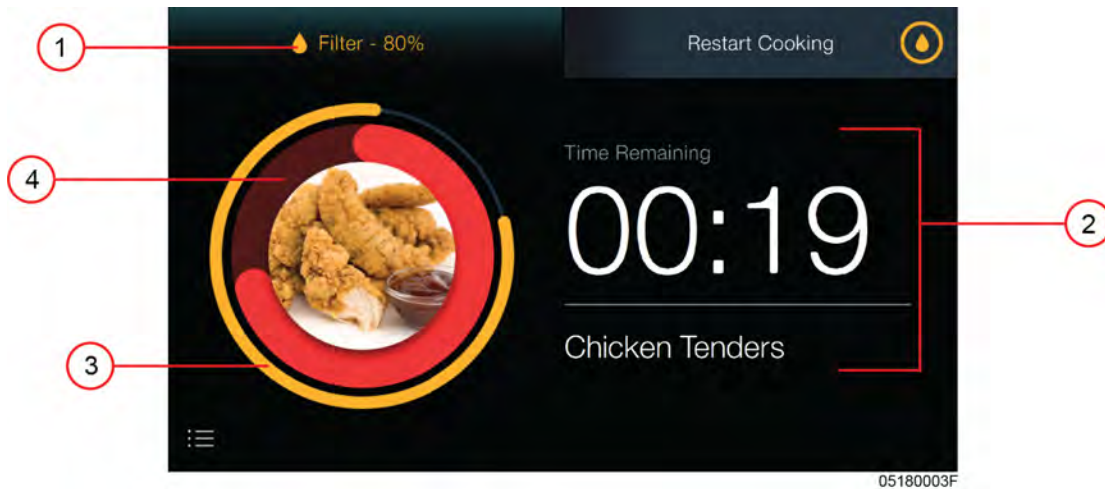 1
Filter - 80%
Restart Cooking
4
Time Remaining
00:19
2
Chicken Tenders
3
05180003F